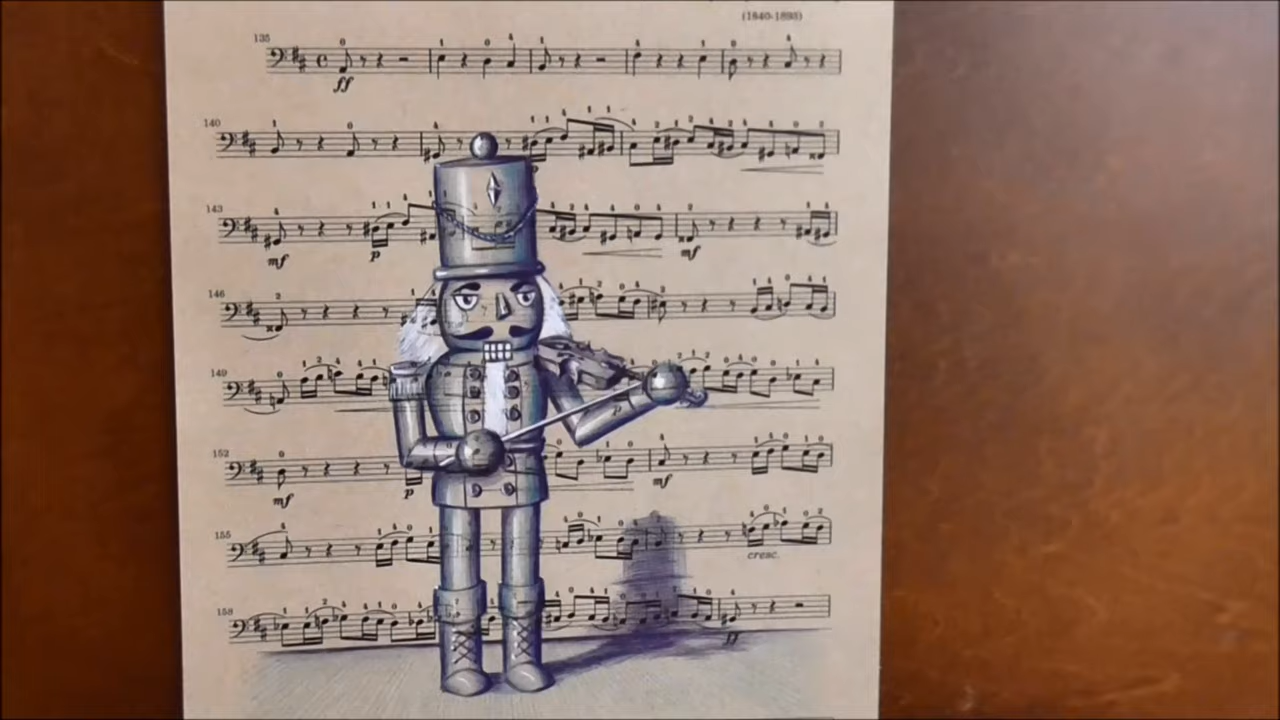 (1840-1893)
135
ff
140
143
mf p mf
146
149
p
152
mf p mf
155
cresc.
158
ff